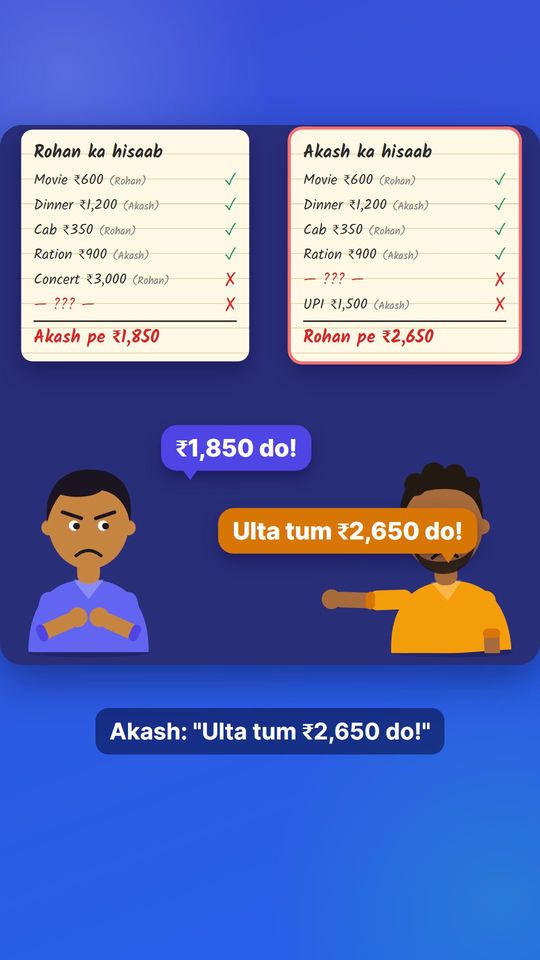 Rohan ka hisaab
Movie ₹600 (Rohan) ✓
Dinner ₹1,200 (Akash) ✓
Cab ₹350 (Rohan) ✓
Ration ₹900 (Akash) ✓
Concert ₹3,000 (Rohan) ✗
— ??? — ✗
Akash pe ₹1,850
Akash ka hisaab
Movie ₹600 (Rohan) ✓
Dinner ₹1,200 (Akash) ✓
Cab ₹350 (Rohan) ✓
Ration ₹900 (Akash) ✓
— ??? — ✗
UPI ₹1,500 (Akash) ✗
Rohan pe ₹2,650
₹1,850 do!
Ulta tum ₹2,650 do!
Akash: "Ulta tum ₹2,650 do!"